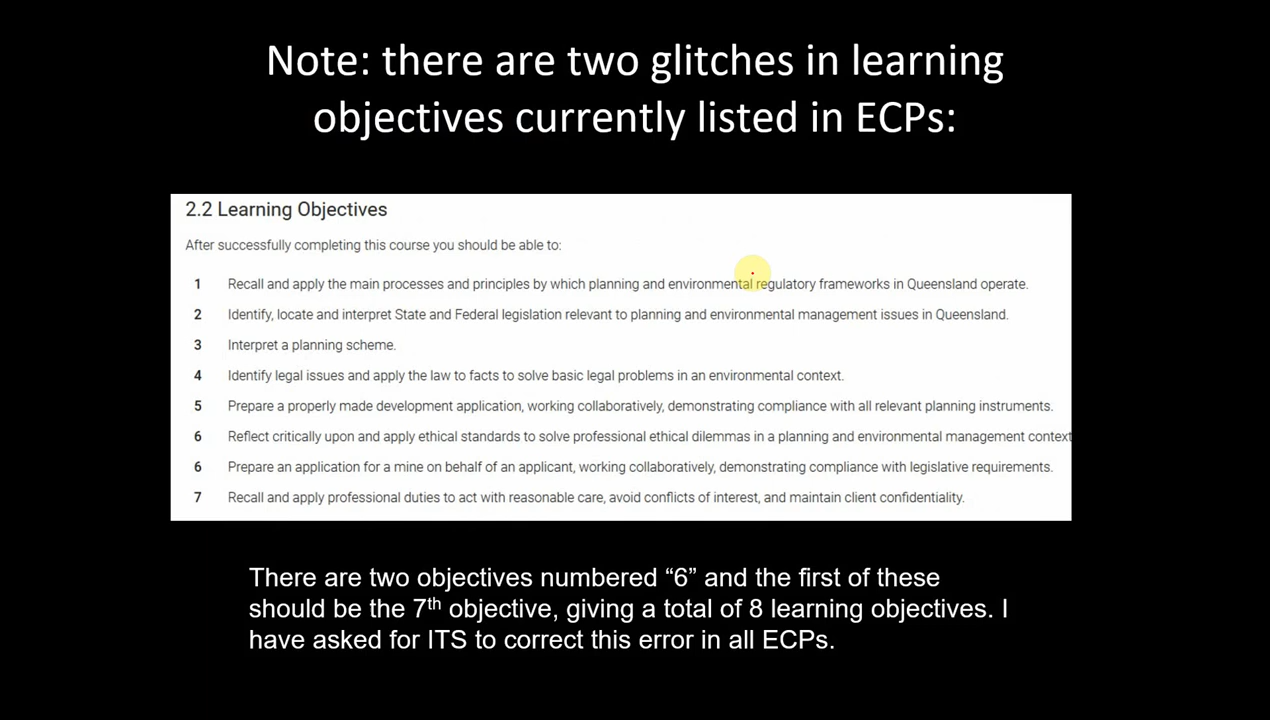 Note: there are two glitches in learning
objectives currently listed in ECPs:
2.2 Learning Objectives
After successfully completing this course you should be able to:
1 Recall and apply the main processes and principles by which planning and environmental regulatory frameworks in Queensland operate.
2 Identify, locate and interpret State and Federal legislation relevant to planning and environmental management issues in Queensland.
3 Interpret a planning scheme.
4 Identify legal issues and apply the law to facts to solve basic legal problems in an environmental context.
5 Prepare a properly made development application, working collaboratively, demonstrating compliance with all relevant planning instruments.
6 Reflect critically upon and apply ethical standards to solve professional ethical dilemmas in a planning and environmental management context
6 Prepare an application for a mine on behalf of an applicant, working collaboratively, demonstrating compliance with legislative requirements.
7 Recall and apply professional duties to act with reasonable care, avoid conflicts of interest, and maintain client confidentiality.
There are two objectives numbered “6” and the first of these
should be the 7th objective, giving a total of 8 learning objectives. I
have asked for ITS to correct this error in all ECPs.